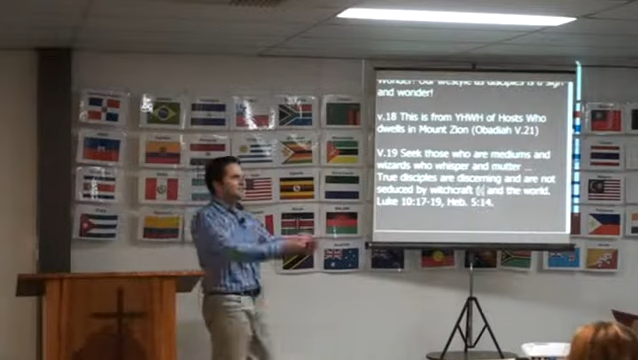 Wonder! Our lifestyle as disciples is a sign
and wonder!
v.18 This is from YHWH of Hosts Who
dwells in Mount Zion (Obadiah V.21)
V.19 Seek those who are mediums and
wizards who whisper and mutter ...
True disciples are discerning and are not
seduced by witchcraft and the world.
Luke 10:17-19, Heb. 5:14.